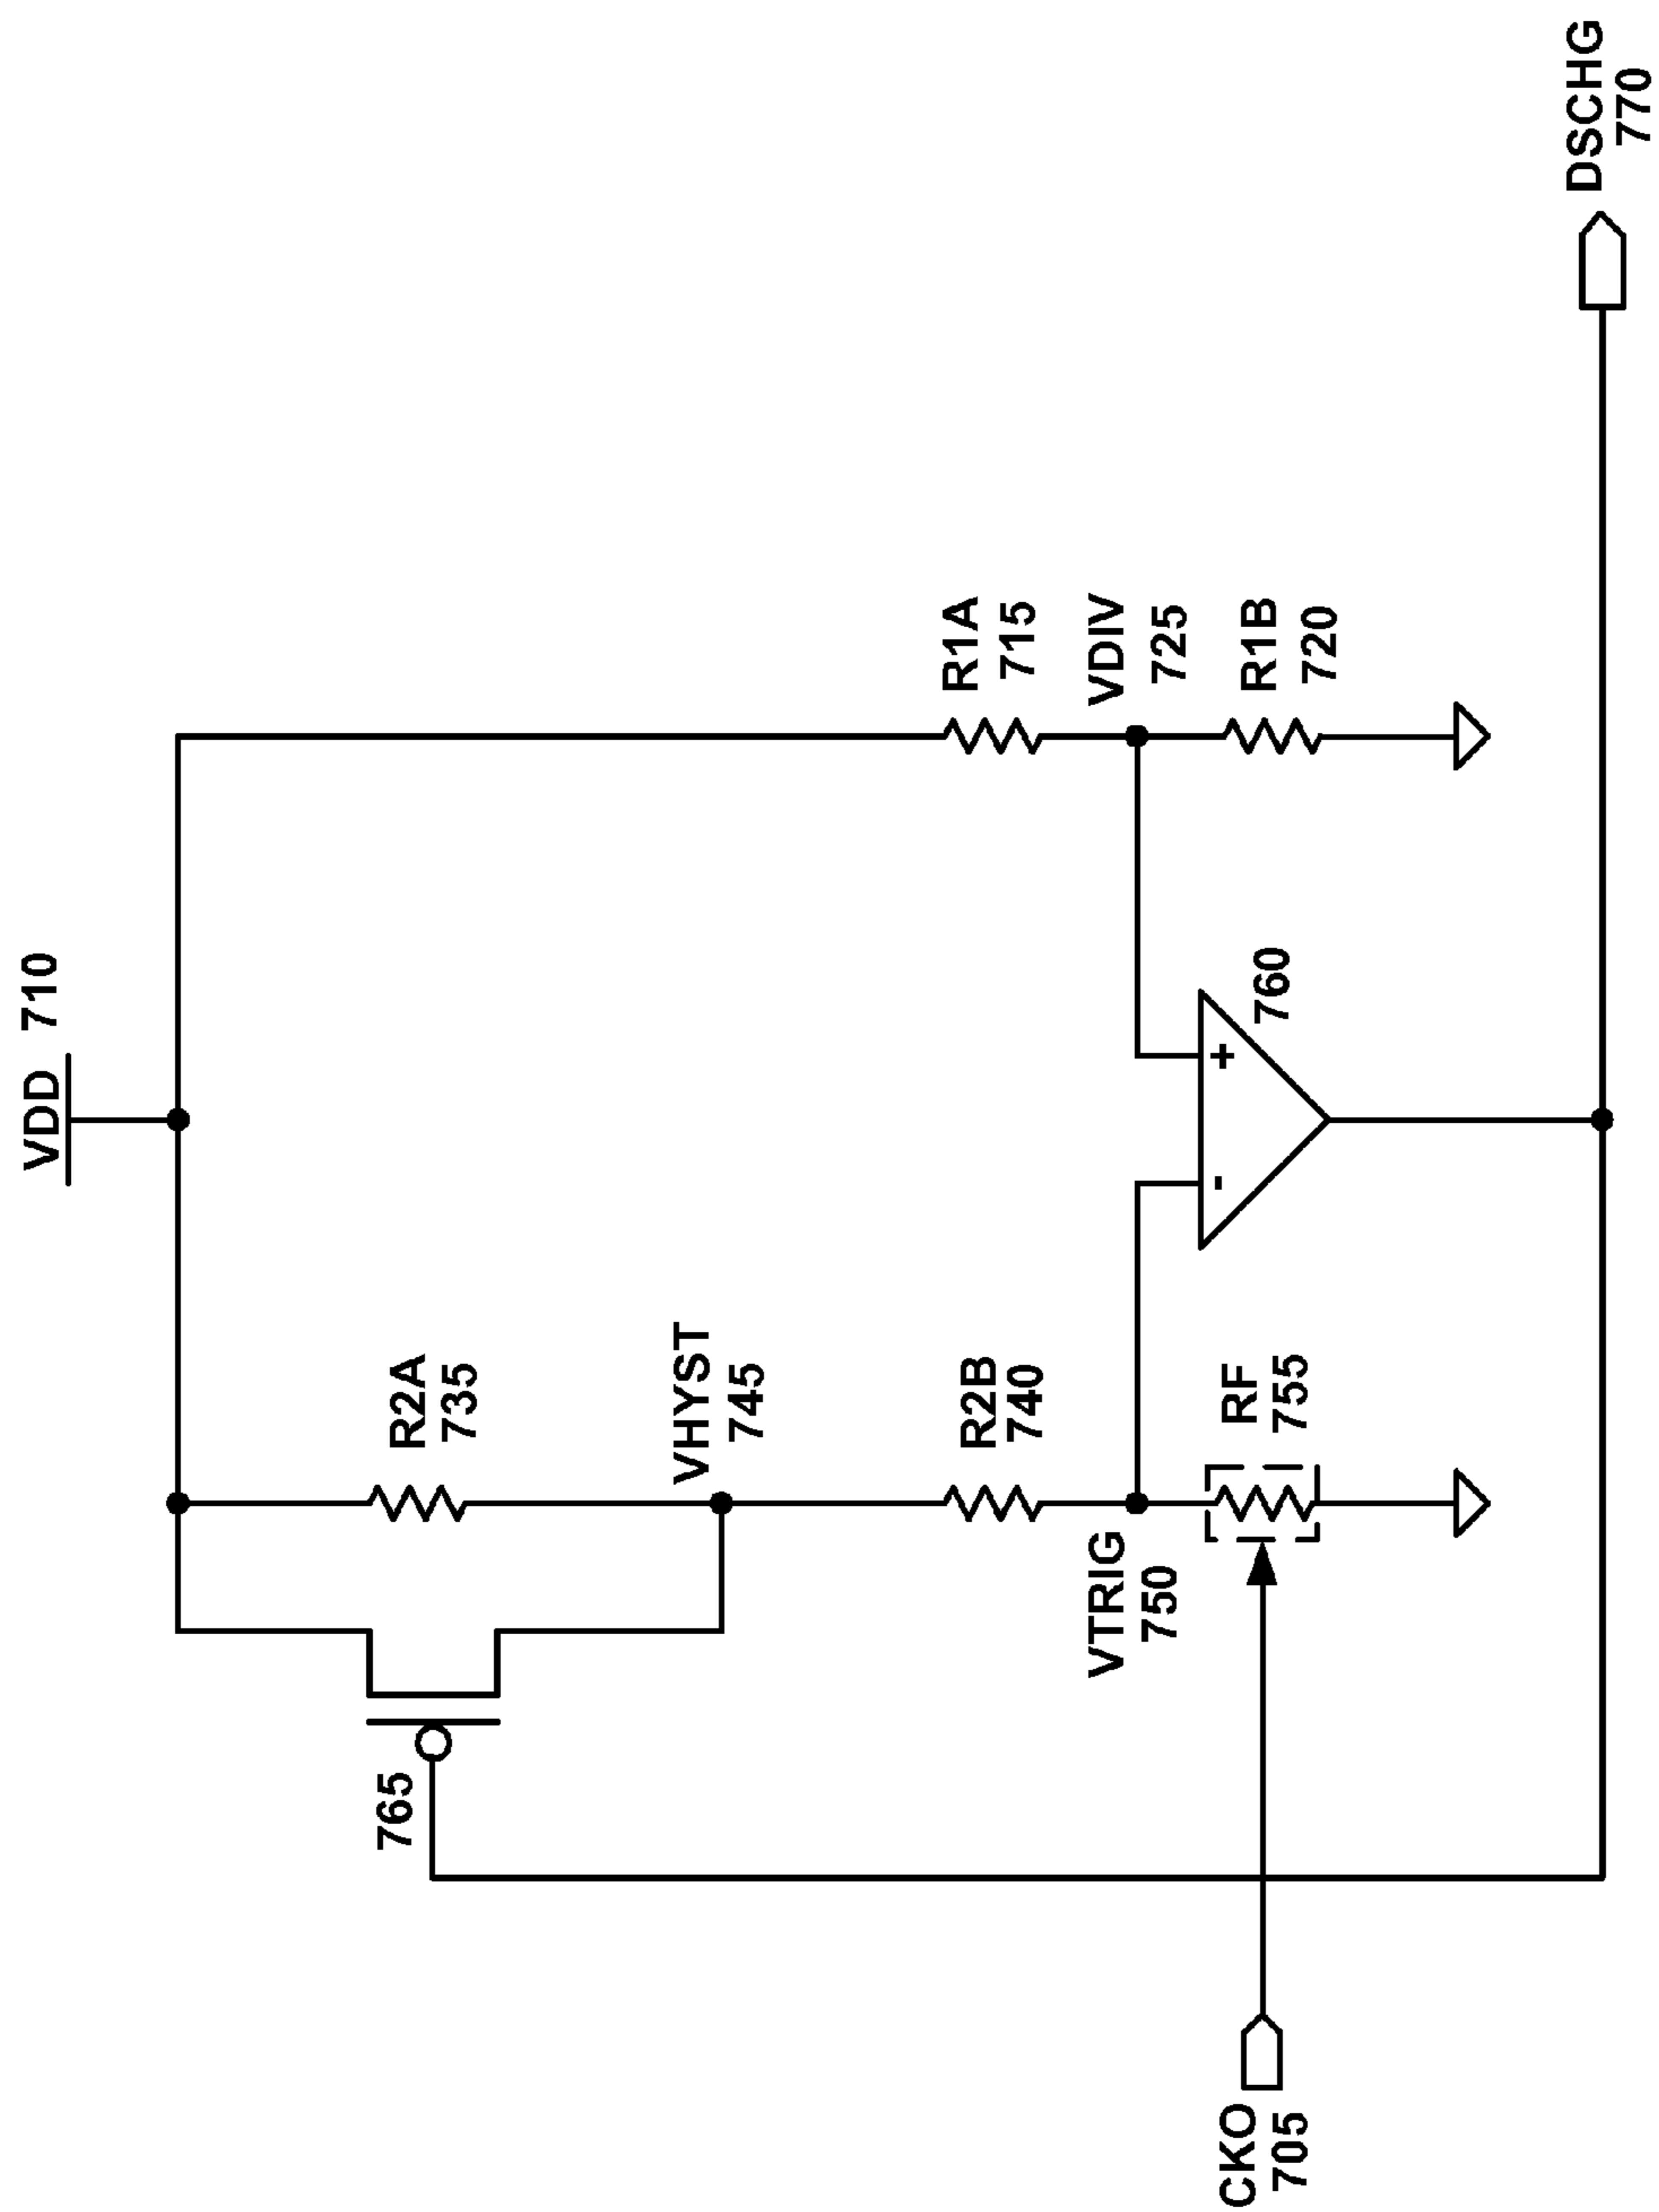 VDD 710
R2A
735
VHYST
745
R2B
740
VTRIG
750
RF
755
765
R1A
715
VDIV
725
R1B
720
-
+
760
CKO
705
DSCHG
770